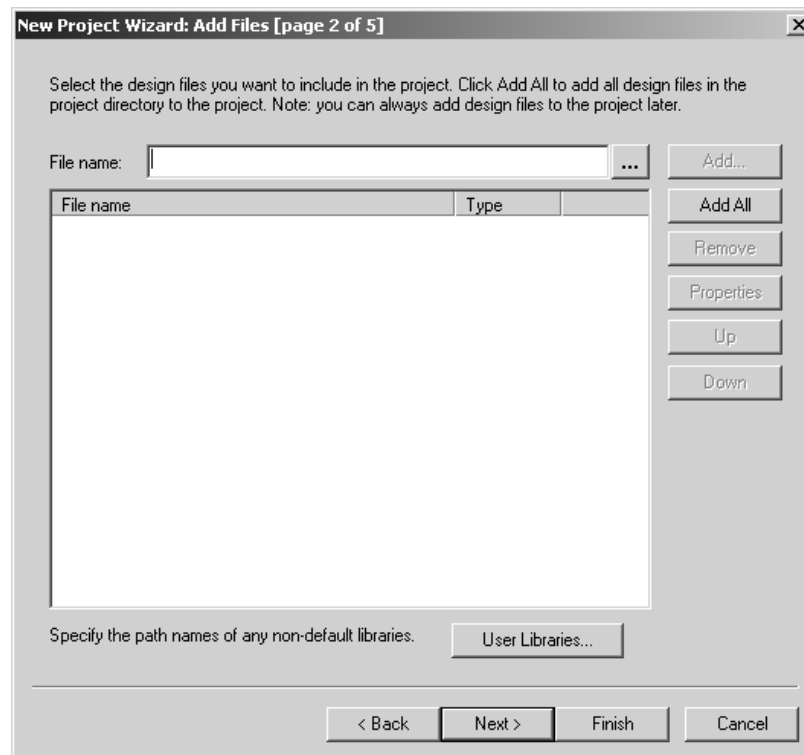 New Project Wizard: Add Files [page 2 of 5]
Select the design files you want to include in the project. Click Add All to add all design files in the
project directory to the project. Note: you can always add design files to the project later.
File name: ... Add...
File name Type Add All
Remove
Properties
Up
Down
Specify the path names of any non-default libraries. User Libraries...
< Back Next > Finish Cancel